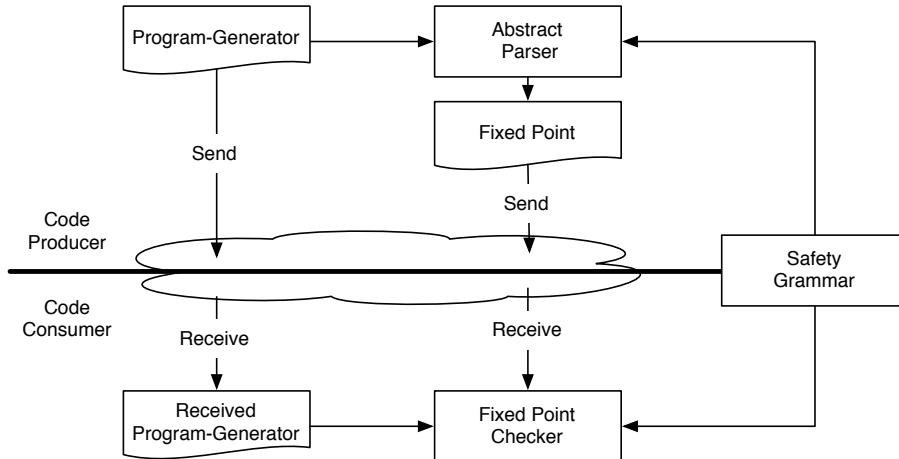 Program-Generator
Abstract
Parser
Fixed Point
Send
Send
Code
Producer
Safety
Grammar
Code
Consumer
Receive
Receive
Received
Program-Generator
Fixed Point
Checker